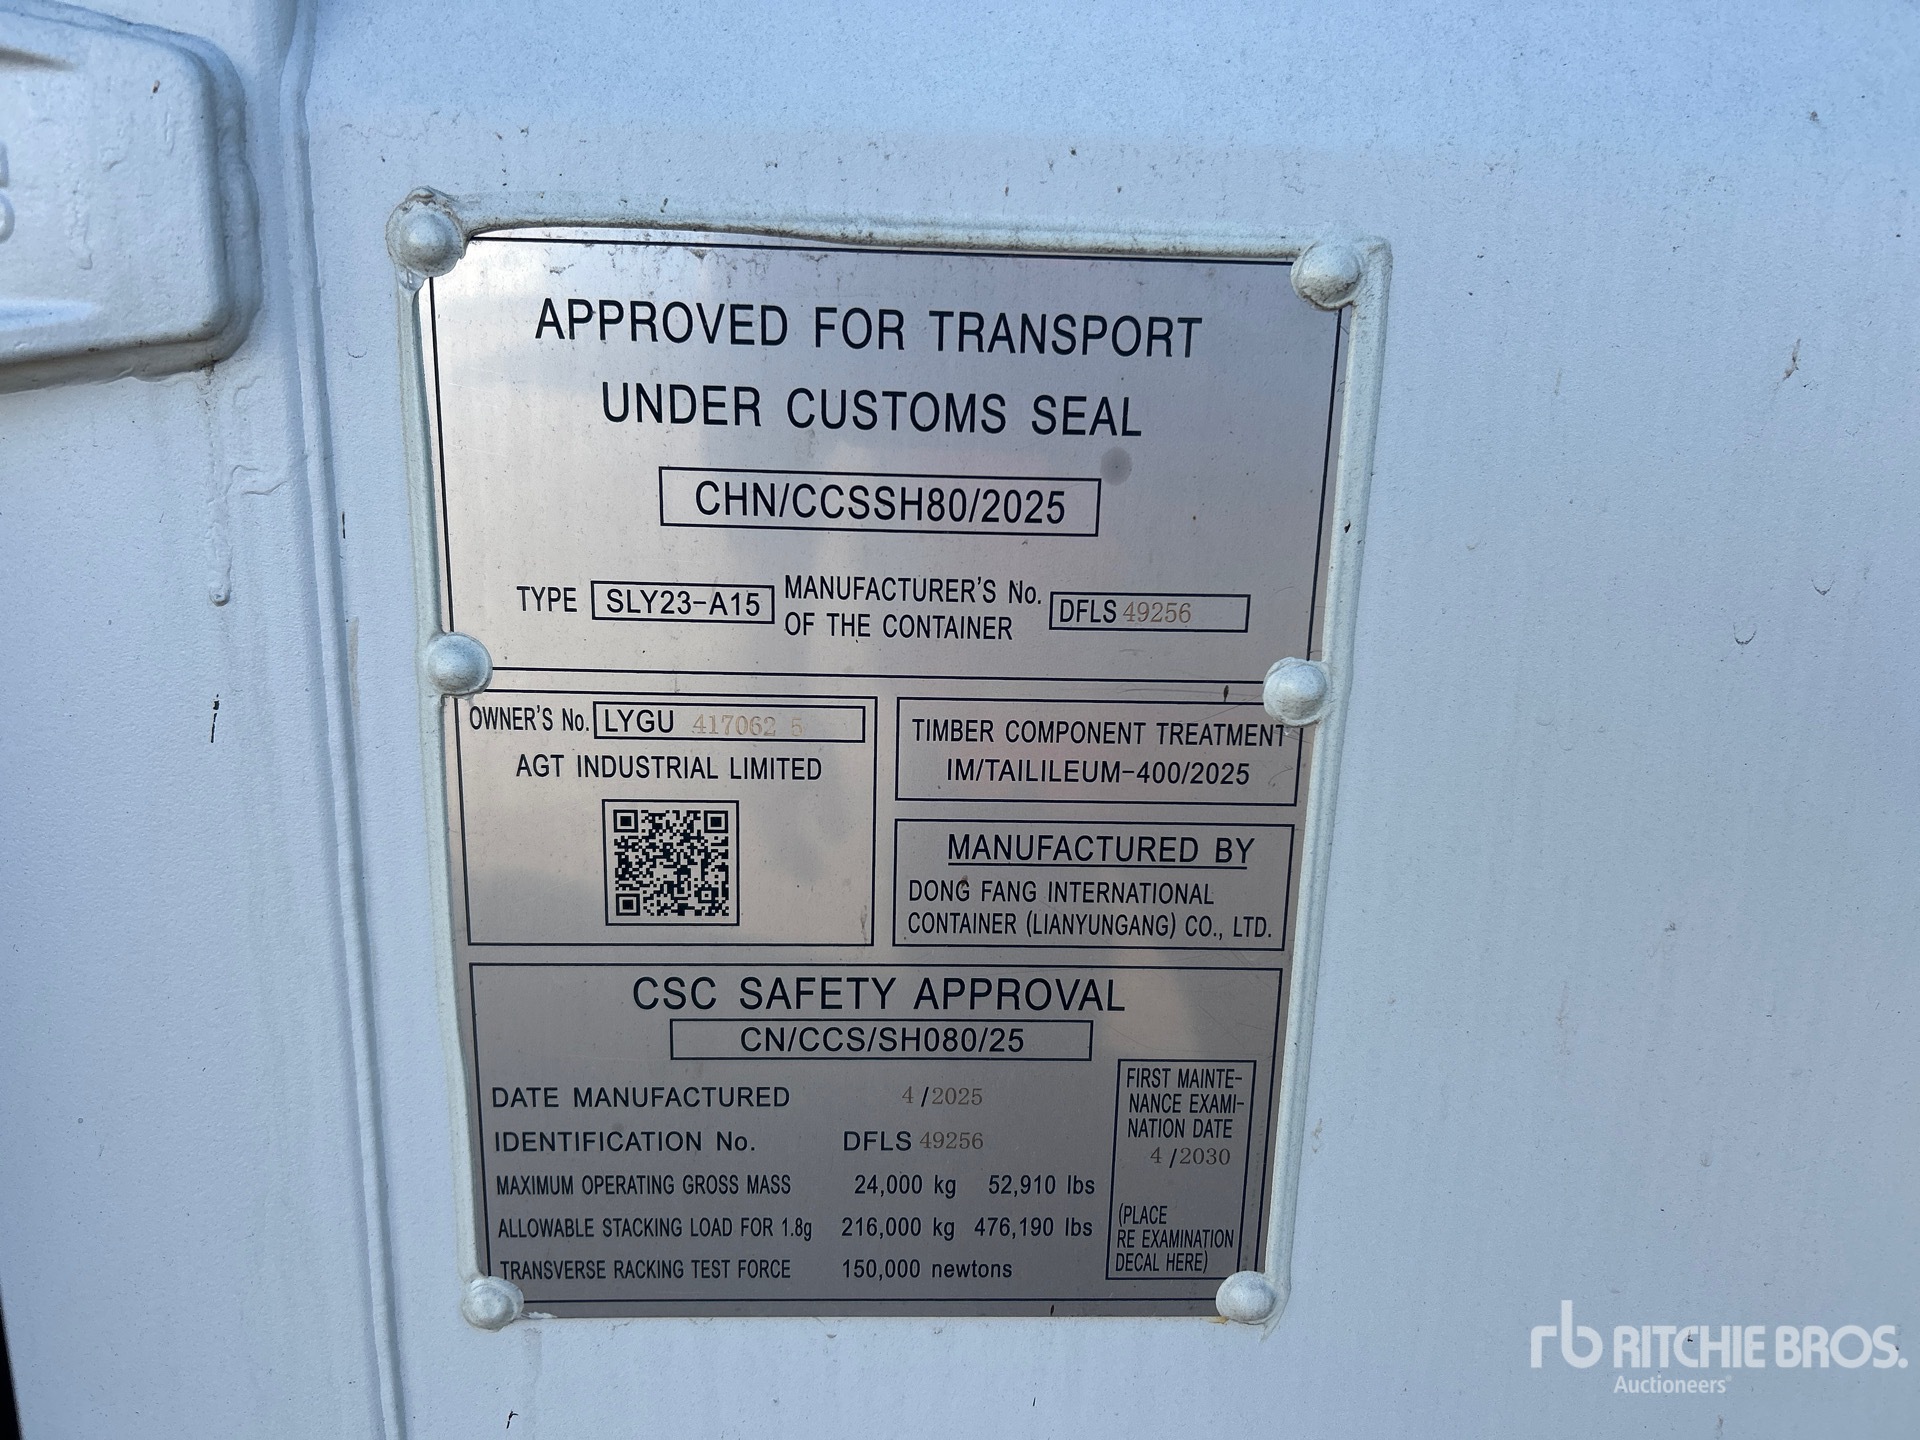 APPROVED FOR TRANSPORT
UNDER CUSTOMS SEAL
CHN/CCSSH80/2025
TYPE SLY23-A15 MANUFACTURER'S No. OF THE CONTAINER DFLS 49256
OWNER'S No. LYGU 417062 5
AGT INDUSTRIAL LIMITED
TIMBER COMPONENT TREATMENT
IM/TAILILEUM-400/2025
MANUFACTURED BY
DONG FANG INTERNATIONAL
CONTAINER (LIANYUNGANG) CO., LTD.
CSC SAFETY APPROVAL
CN/CCS/SH080/25
DATE MANUFACTURED 4/2025
IDENTIFICATION No. DFLS 49256
MAXIMUM OPERATING GROSS MASS 24,000 kg 52,910 lbs
ALLOWABLE STACKING LOAD FOR 1.8g 216,000 kg 476,190 lbs
TRANSVERSE RACKING TEST FORCE 150,000 newtons
FIRST MAINTE-
NANCE EXAMI-
NATION DATE
4/2030
(PLACE
RE EXAMINATION
DECAL HERE)
rb RITCHIE BROS.
Auctioneers